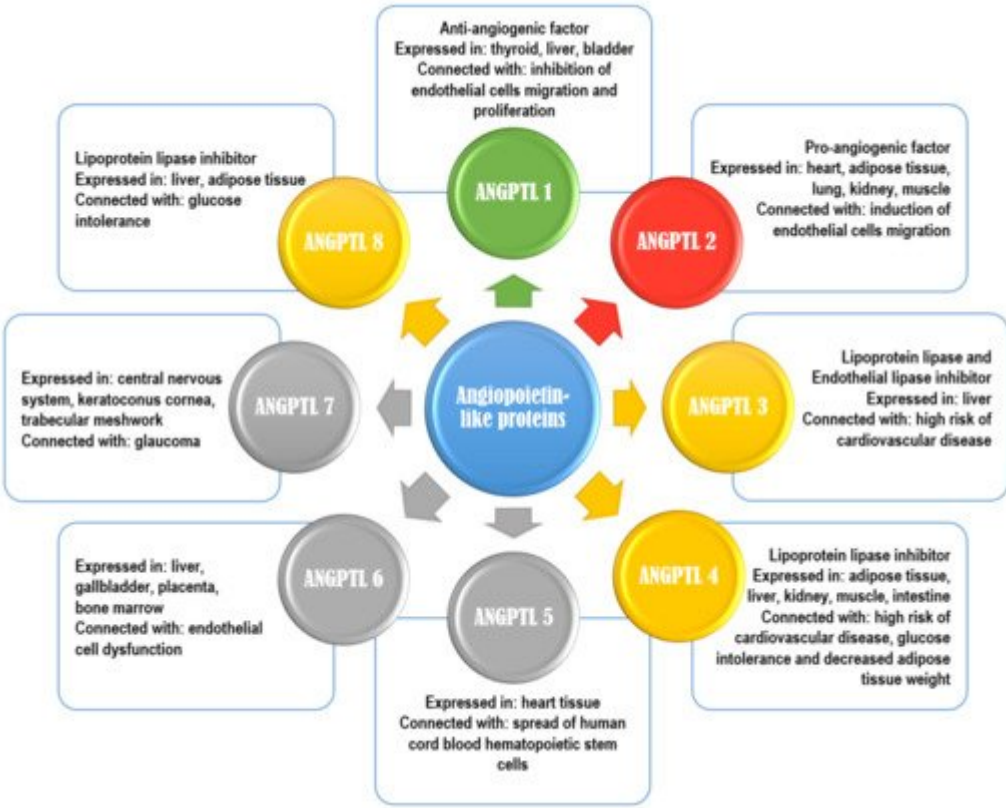 Anti-angiogenic factor
Expressed in: thyroid, liver, bladder
Connected with: inhibition of
endothelial cells migration and
proliferation
ANGPTL 1
Pro-angiogenic factor
Expressed in: heart, adipose tissue,
lung, kidney, muscle
Connected with: induction of
endothelial cells migration
ANGPTL 2
Lipoprotein lipase and
Endothelial lipase inhibitor
Expressed in: liver
Connected with: high risk of
cardiovascular disease
ANGPTL 3
Lipoprotein lipase inhibitor
Expressed in: adipose tissue,
liver, kidney, muscle, intestine
Connected with: high risk of
cardiovascular disease, glucose
intolerance and decreased adipose
tissue weight
ANGPTL 4
ANGPTL 5
Expressed in: heart tissue
Connected with: spread of human
cord blood hematopoietic stem
cells
Expressed in: liver,
gallbladder, placenta,
bone marrow
Connected with: endothelial
cell dysfunction
ANGPTL 6
Expressed in: central nervous
system, keratoconus cornea,
trabecular meshwork
Connected with: glaucoma
ANGPTL 7
Lipoprotein lipase inhibitor
Expressed in: liver, adipose tissue
Connected with: glucose
intolerance
ANGPTL 8
Angiopoietin-
like proteins